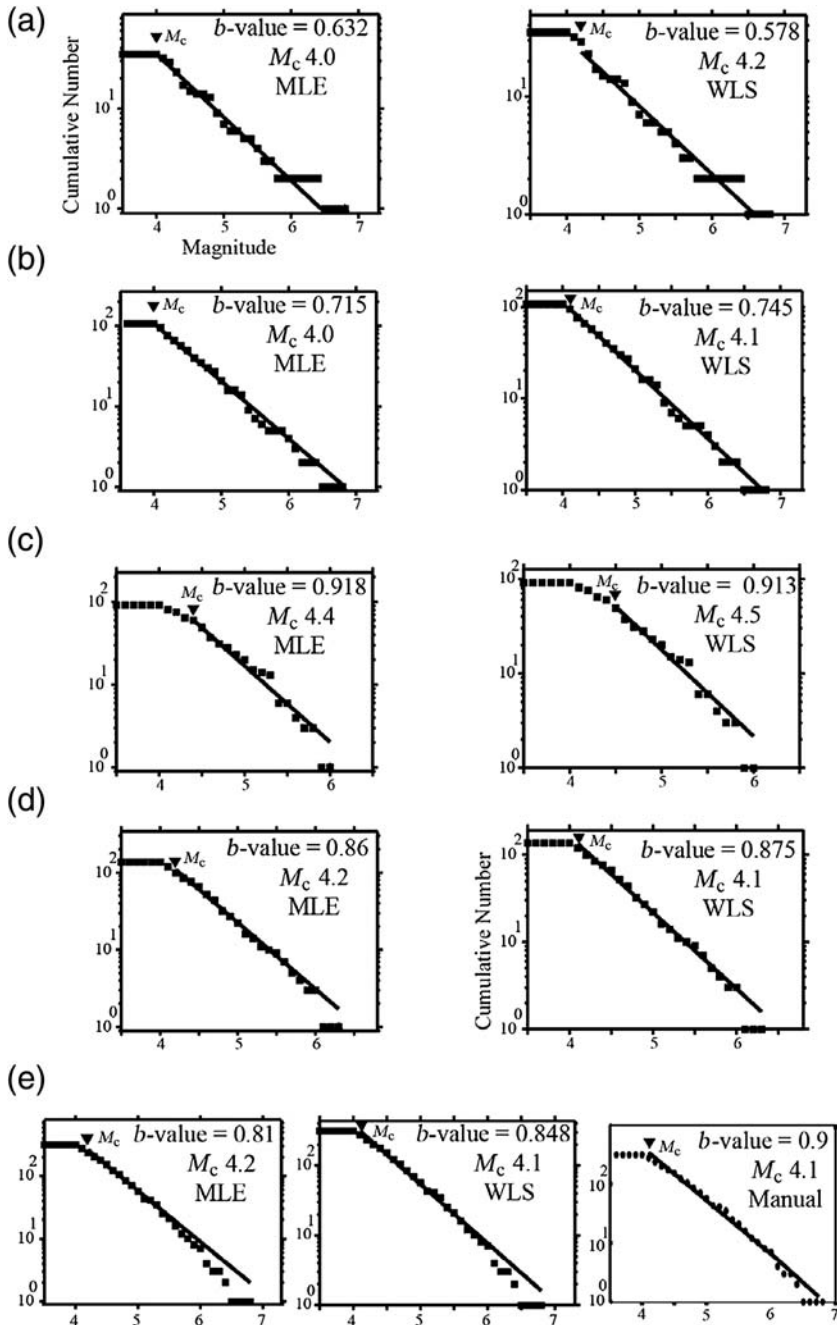 (a)
b-value = 0.632
Mc
Mc 4.0
MLE
Cumulative Number
10^1
10^0
4 5 6 7
Magnitude
b-value = 0.578
Mc
Mc 4.2
WLS
10^1
10^0
4 5 6 7
(b)
b-value = 0.715
Mc
Mc 4.0
MLE
10^2
10^1
10^0
4 5 6 7
b-value = 0.745
Mc
Mc 4.1
WLS
10^2
10^1
10^0
4 5 6 7
(c)
b-value = 0.918
Mc
Mc 4.4
MLE
10^2
10^1
10^0
4 5 6
b-value = 0.913
Mc
Mc 4.5
WLS
10^2
10^1
10^0
4 5 6
(d)
b-value = 0.86
Mc
Mc 4.2
MLE
10^2
10^1
10^0
4 5 6
b-value = 0.875
Mc
Mc 4.1
WLS
Cumulative Number
10^2
10^1
10^0
4 5 6
(e)
b-value = 0.81
Mc
Mc 4.2
MLE
10^2
10^1
10^0
4 5 6 7
b-value = 0.848
Mc
Mc 4.1
WLS
10^2
10^1
10^0
4 5 6 7
b-value = 0.9
Mc
Mc 4.1
Manual
10^2
10^1
10^0
4 5 6 7